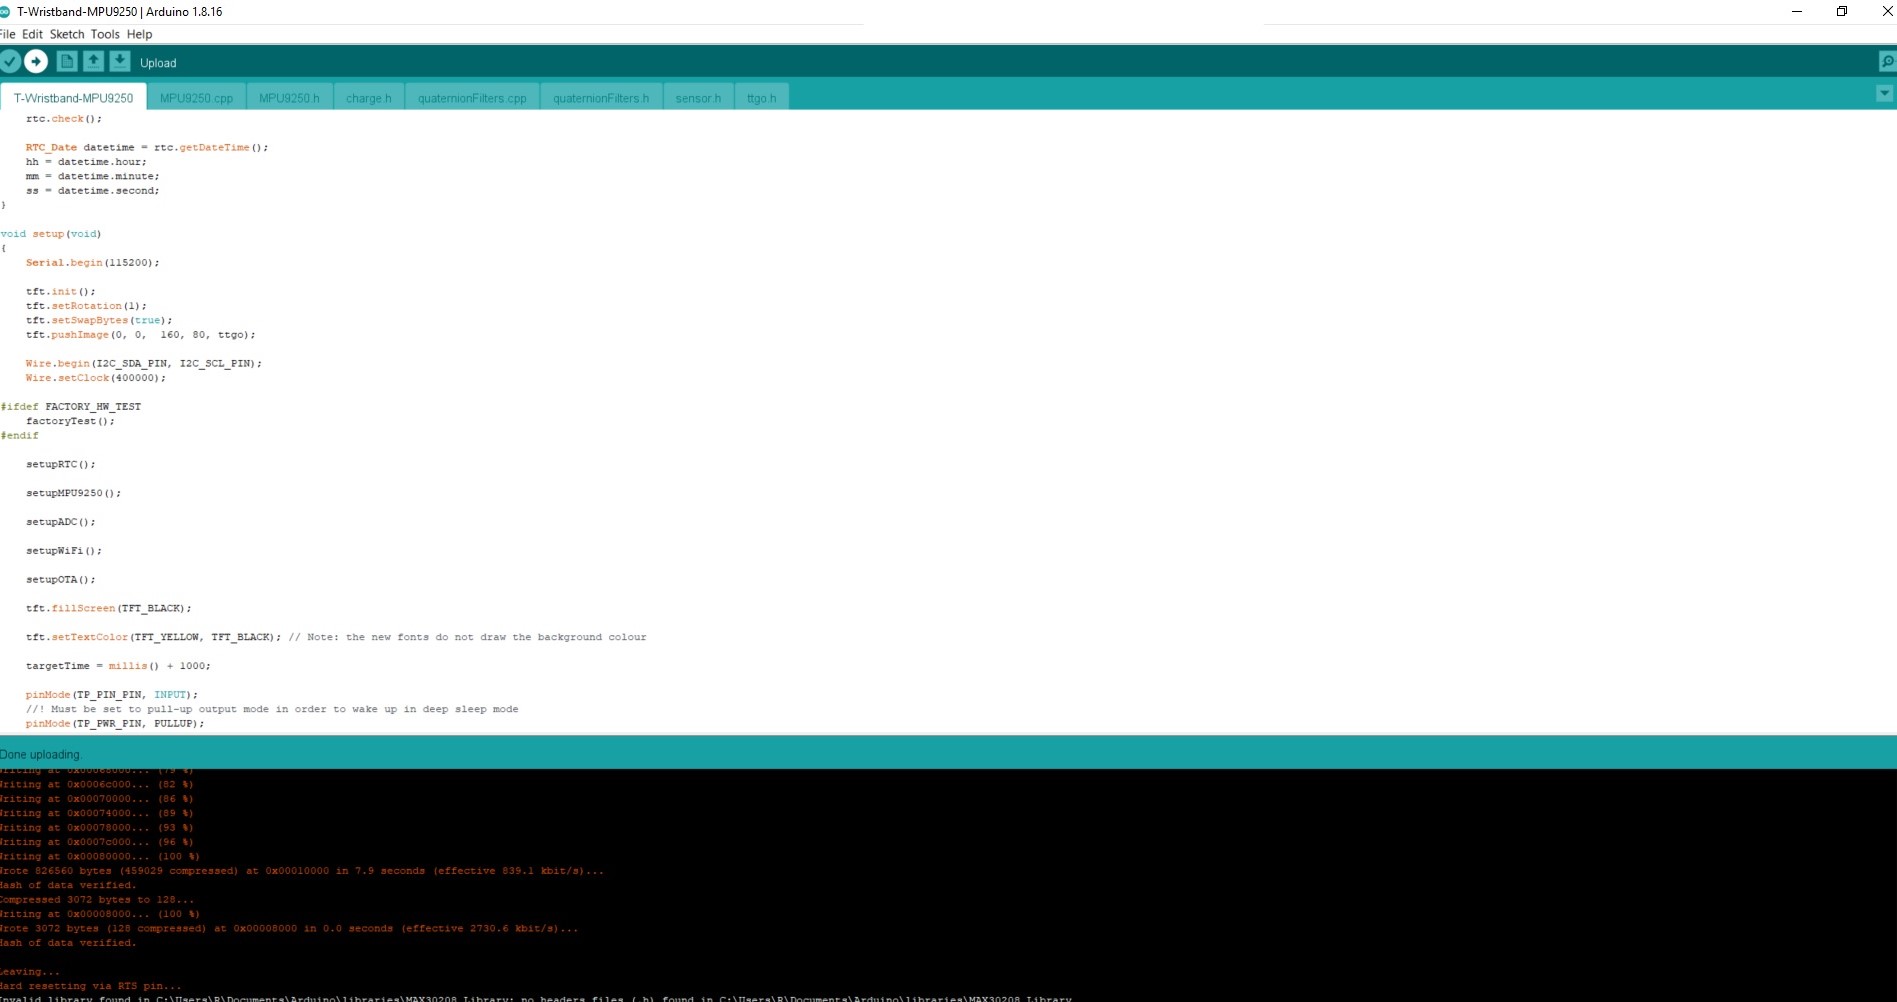 T-Wristband-MPU9250 | Arduino 1.8.16
File Edit Sketch Tools Help
Upload
T-Wristband-MPU9250 MPU9250.cpp MPU9250.h charge.h quaternionFilters.cpp quaternionFilters.h sensor.h ttgo.h
rtc.check();
RTC_Date datetime = rtc.getDateTime();
hh = datetime.hour;
mm = datetime.minute;
ss = datetime.second;
}
void setup(void)
{
Serial.begin(115200);
tft.init();
tft.setRotation(1);
tft.setSwapBytes(true);
tft.pushImage(0, 0,  160, 80, ttgo);
Wire.begin(I2C_SDA_PIN, I2C_SCL_PIN);
Wire.setClock(400000);
#ifdef FACTORY_HW_TEST
factoryTest();
#endif
setupRTC();
setupMPU9250();
setupADC();
setupWiFi();
setupOTA();
tft.fillScreen(TFT_BLACK);
tft.setTextColor(TFT_YELLOW, TFT_BLACK); // Note: the new fonts do not draw the background colour
targetTime = millis() + 1000;
pinMode(TP_PIN_PIN, INPUT);
//! Must be set to pull-up output mode in order to wake up in deep sleep mode
pinMode(TP_PWR_PIN, PULLUP);
Done uploading.
Writing at 0x00068000... (79 %)
Writing at 0x0006c000... (82 %)
Writing at 0x00070000... (86 %)
Writing at 0x00074000... (89 %)
Writing at 0x00078000... (93 %)
Writing at 0x0007c000... (96 %)
Writing at 0x00080000... (100 %)
Wrote 826560 bytes (459029 compressed) at 0x00010000 in 7.9 seconds (effective 839.1 kbit/s)...
Hash of data verified.
Compressed 3072 bytes to 128...
Writing at 0x00008000... (100 %)
Wrote 3072 bytes (128 compressed) at 0x00008000 in 0.0 seconds (effective 2730.6 kbit/s)...
Hash of data verified.
Leaving...
Hard resetting via RTS pin...
Invalid library found in C:\Users\R\Documents\Arduino\libraries\MAX30208_Library: no headers files (.h) found in C:\Users\R\Documents\Arduino\libraries\MAX30208_Library